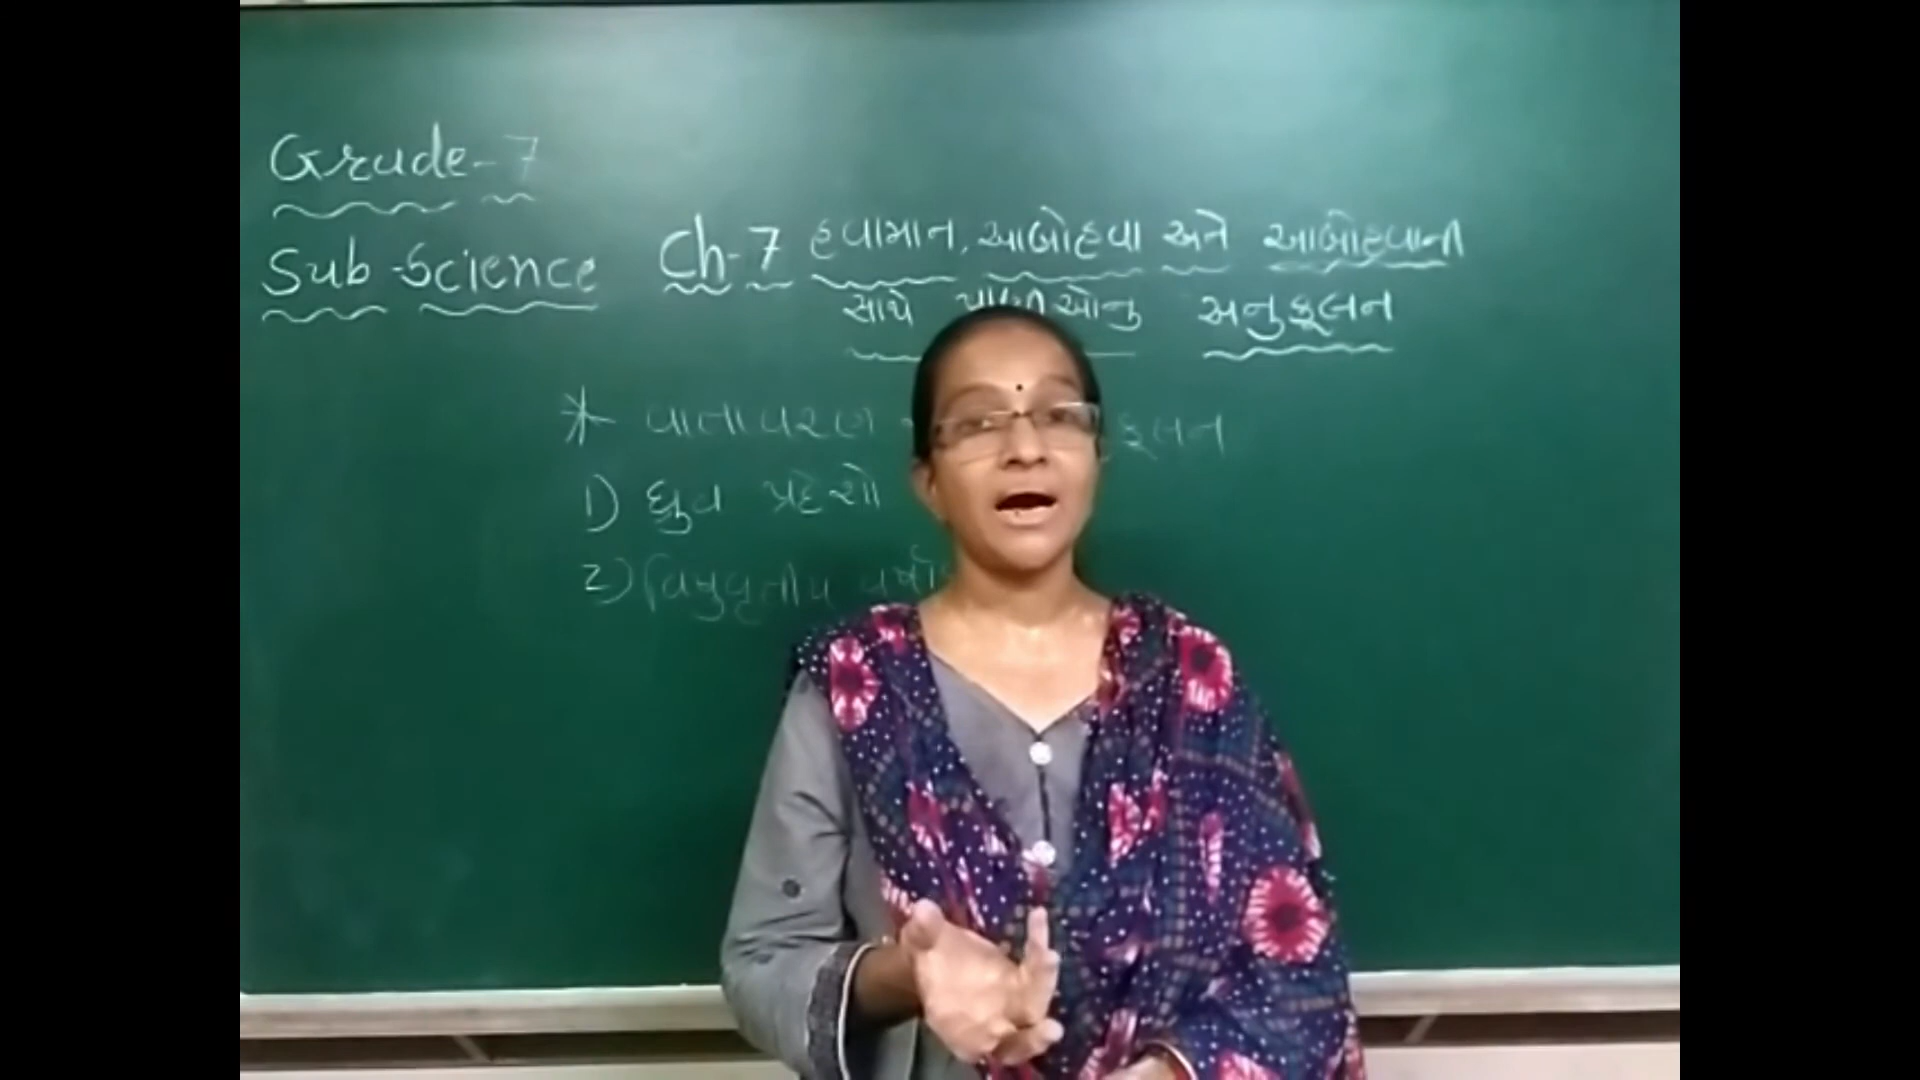 Grade-7
Sub-Science
Ch-7 હવામાન, આબોહવા અને આબોહવાની
સાથે અનુકૂલન
* વાતાવરણ
1) ધ્રુવ પ્રદેશો
2) વિષુવૃતીય